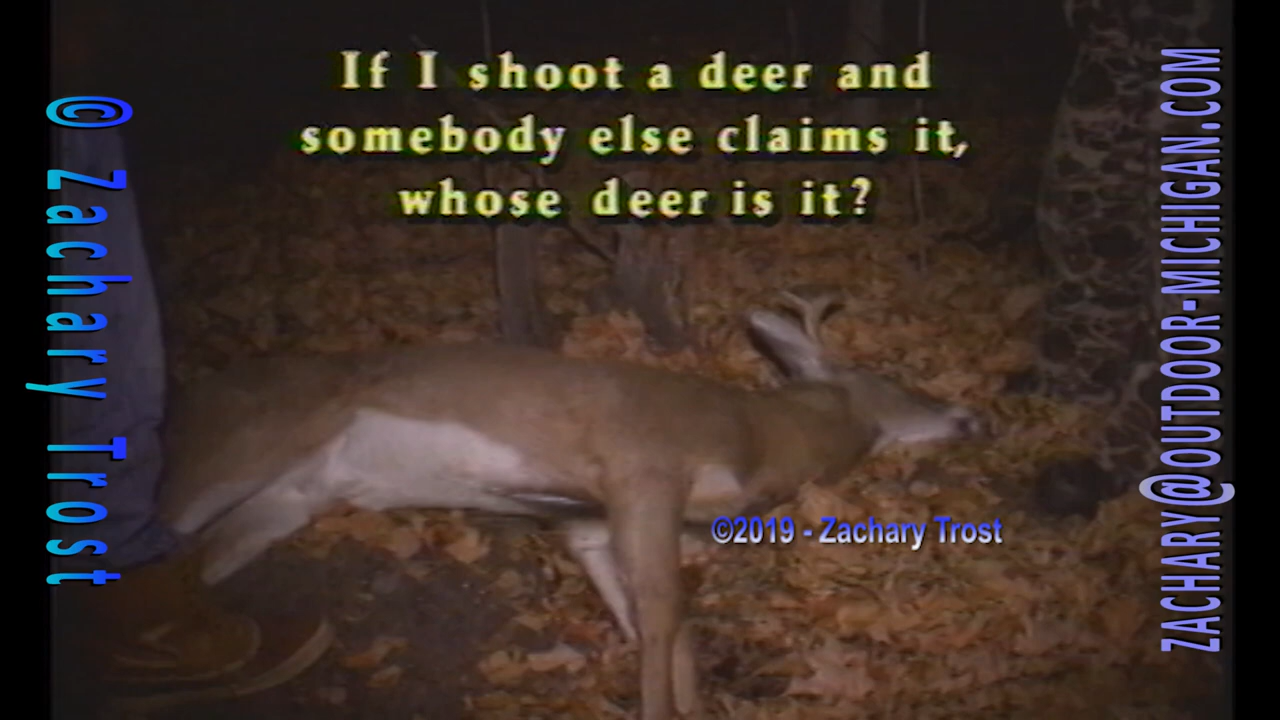 If I shoot a deer and
somebody else claims it,
whose deer is it?
© Zachary Trost
ZACHARY@OUTDOOR-MICHIGAN.COM
©2019 - Zachary Trost